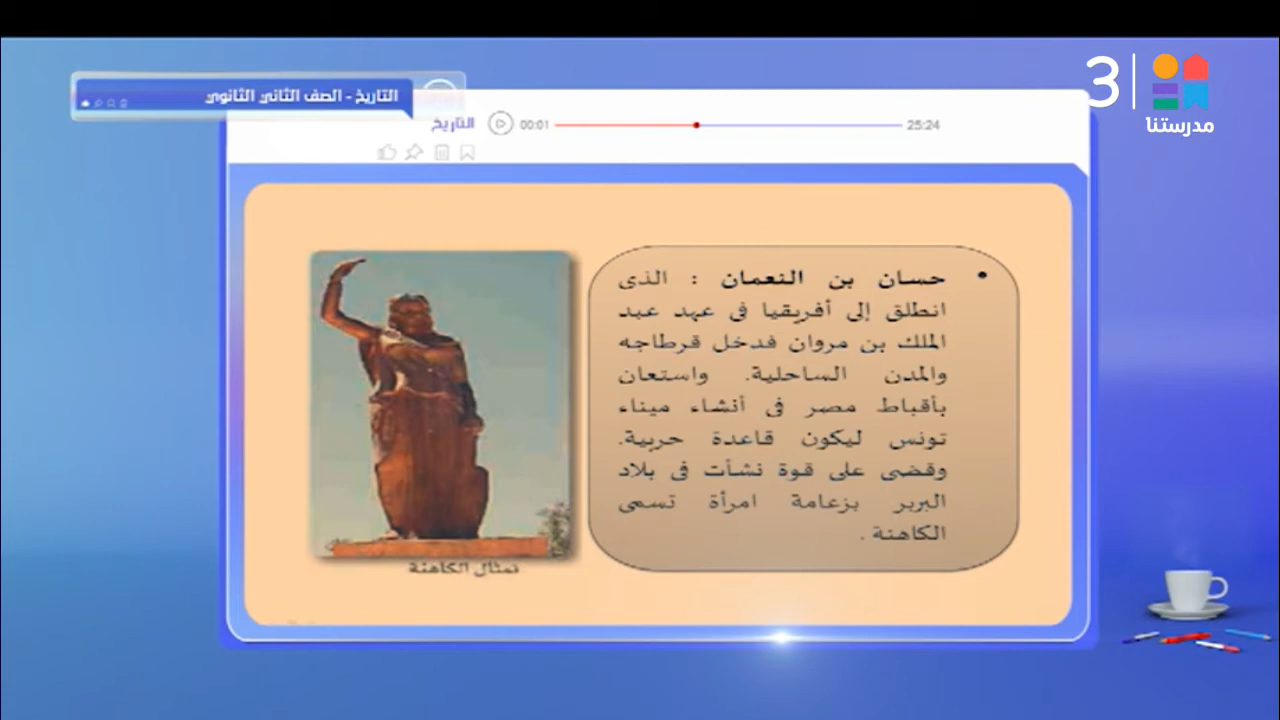 3
مدرستنا
التاريخ - الصف الثاني الثانوي
التاريخ
00:01
25:24
• حسان بن النعمان : الذى
انطلق إلى أفريقيا فى عهد عبد
الملك بن مروان فدخل قرطاجه
والمدن الساحلية. واستعان
بأقباط مصر فى أنشاء ميناء
تونس ليكون قاعدة حربية.
وقضى على قوة نشأت فى بلاد
البربر بزعامة امرأة تسمى
الكاهنة .
تمثال الكاهنة